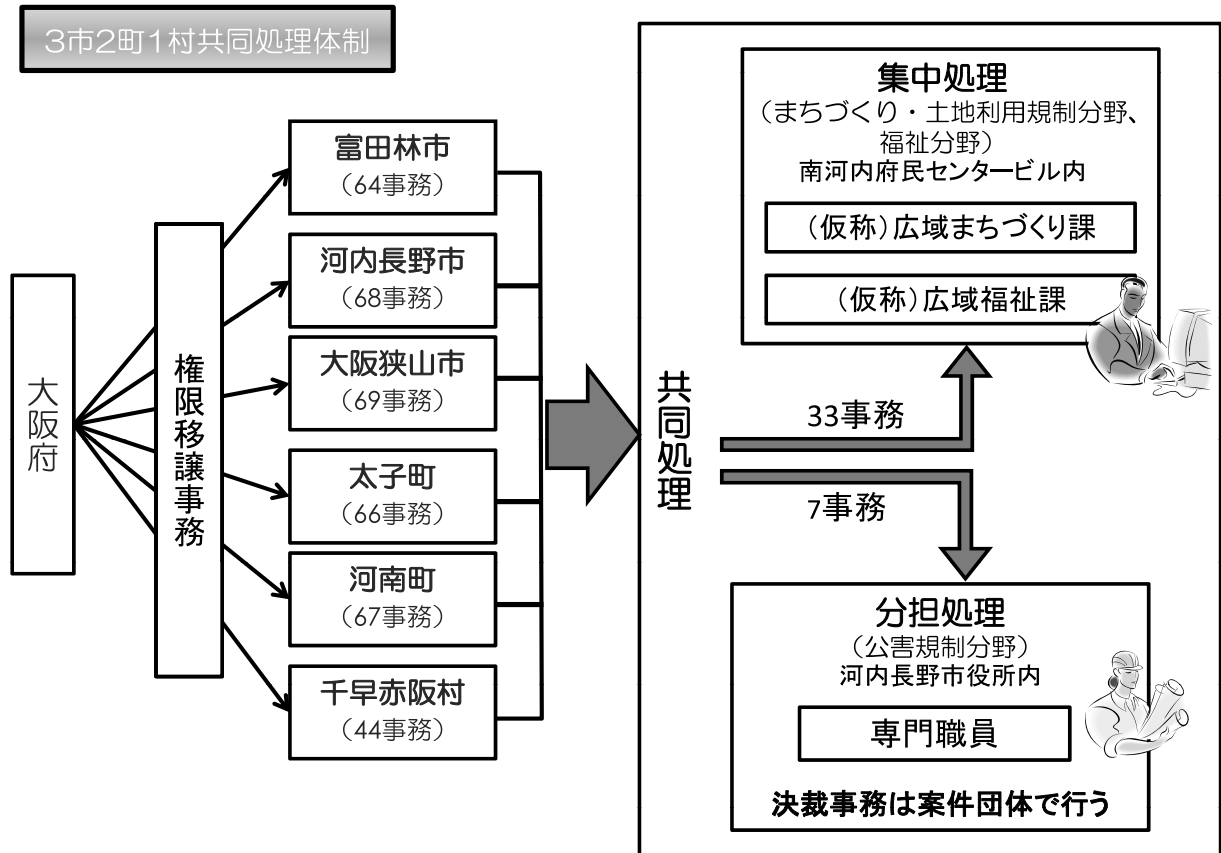 3市2町1村共同処理体制
大阪府
権限移譲事務
富田林市
(64事務)
河内長野市
(68事務)
大阪狭山市
(69事務)
太子町
(66事務)
河南町
(67事務)
千早赤阪村
(44事務)
共同処理
33事務
7事務
集中処理
(まちづくり・土地利用規制分野、
福祉分野)
南河内府民センタービル内
(仮称)広域まちづくり課
(仮称)広域福祉課
分担処理
(公害規制分野)
河内長野市役所内
専門職員
決裁事務は案件団体で行う